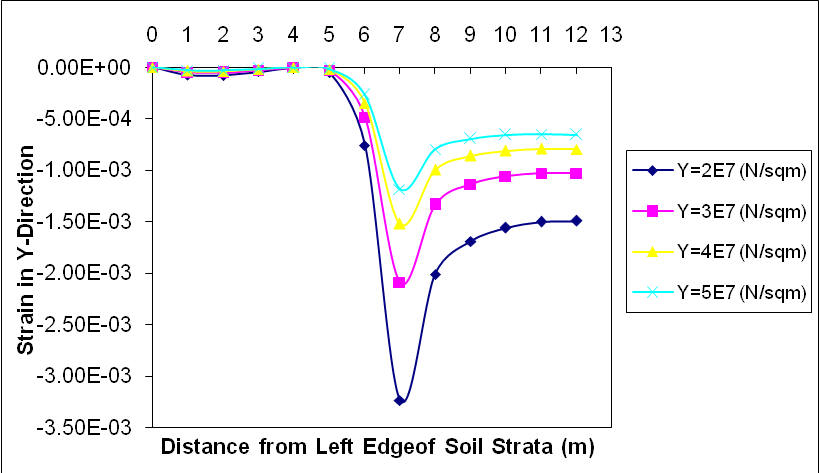 0 1 2 3 4 5 6 7 8 9 10 11 12 13
0.00E+00
-5.00E-04
-1.00E-03
-1.50E-03
-2.00E-03
-2.50E-03
-3.00E-03
-3.50E-03
Strain in Y-Direction
Distance from Left Edgeof Soil Strata (m)
Y=2E7 (N/sqm)
Y=3E7 (N/sqm)
Y=4E7 (N/sqm)
Y=5E7 (N/sqm)